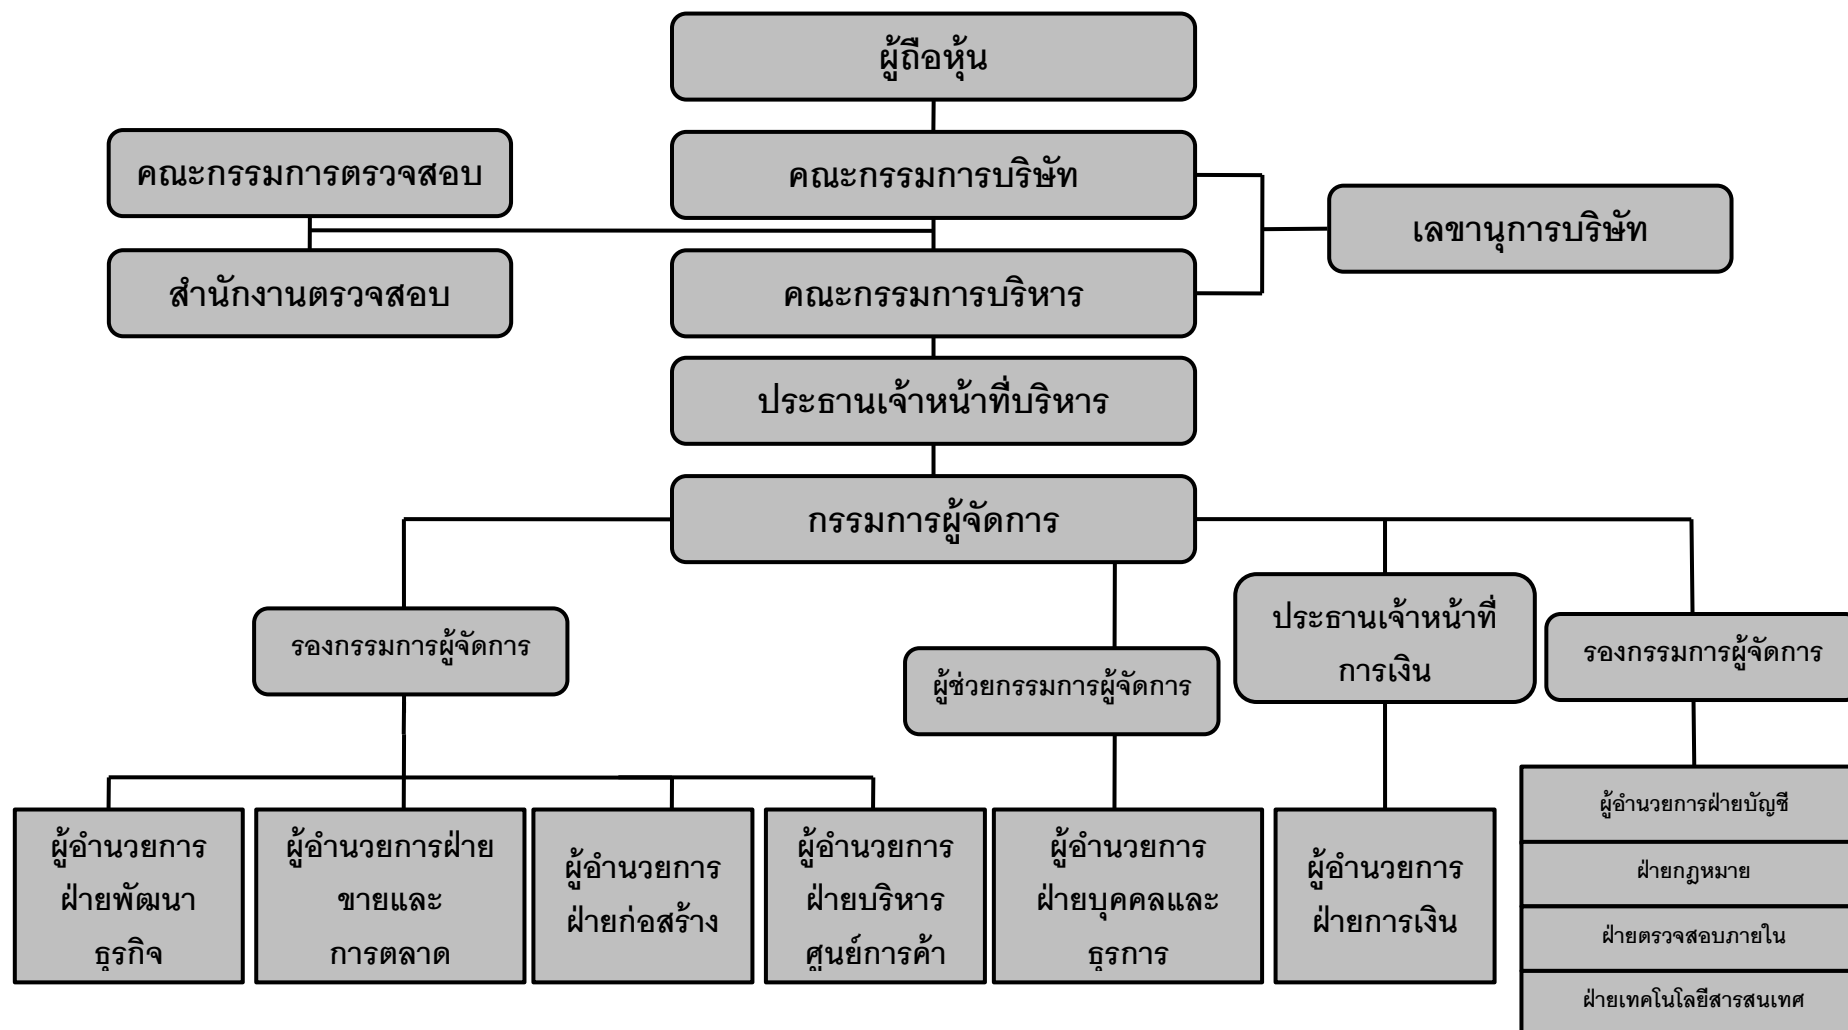 ผู้ถือหุ้น
คณะกรรมการตรวจสอบ
คณะกรรมการบริษัท
เลขานุการบริษัท
สำนักงานตรวจสอบ
คณะกรรมการบริหาร
ประธานเจ้าหน้าที่บริหาร
กรรมการผู้จัดการ
รองกรรมการผู้จัดการ
ผู้ช่วยกรรมการผู้จัดการ
ประธานเจ้าหน้าที่
การเงิน
รองกรรมการผู้จัดการ
ผู้อำนวยการ
ฝ่ายพัฒนา
ธุรกิจ
ผู้อำนวยการฝ่าย
ขายและ
การตลาด
ผู้อำนวยการ
ฝ่ายก่อสร้าง
ผู้อำนวยการ
ฝ่ายบริหาร
ศูนย์การค้า
ผู้อำนวยการ
ฝ่ายบุคคลและ
ธุรการ
ผู้อำนวยการ
ฝ่ายการเงิน
ผู้อำนวยการฝ่ายบัญชี
ฝ่ายกฎหมาย
ฝ่ายตรวจสอบภายใน
ฝ่ายเทคโนโลยีสารสนเทศ